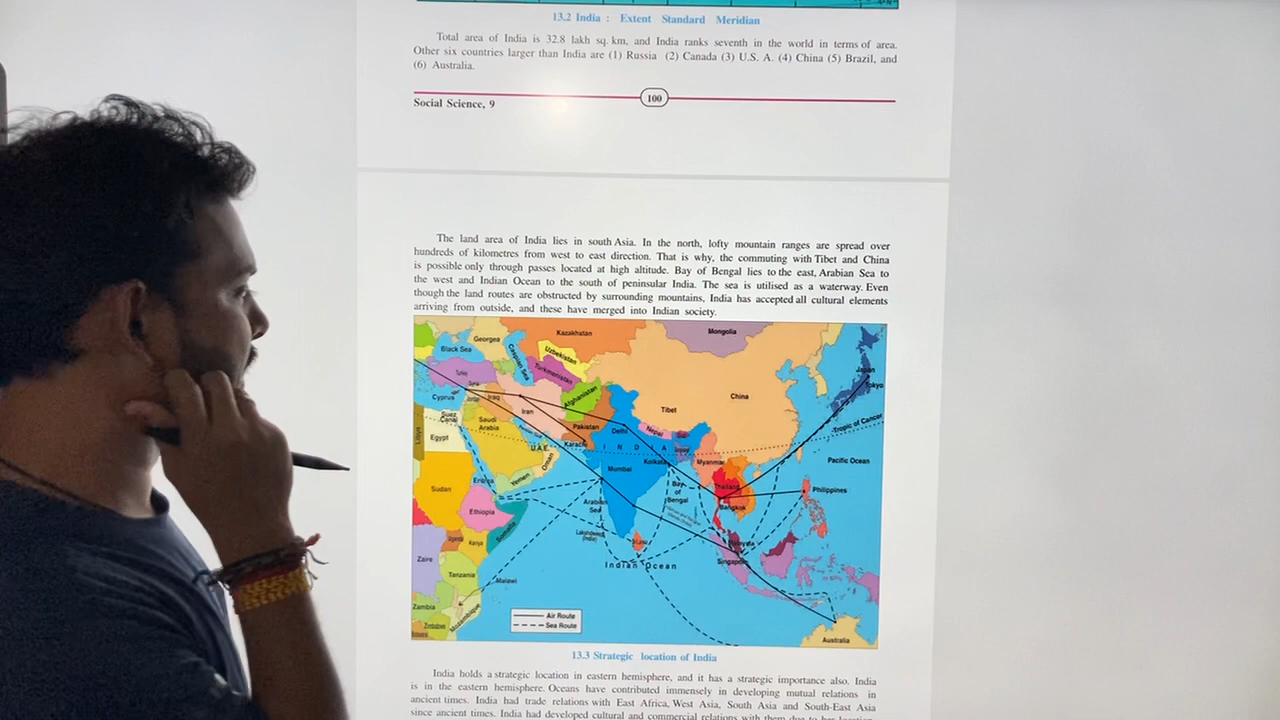 13.2 India : Extent Standard Meridian
Total area of India is 32.8 lakh sq. km, and India ranks seventh in the world in terms of area.
Other six countries larger than India are (1) Russia (2) Canada (3) U.S. A. (4) China (5) Brazil, and
(6) Australia.
Social Science, 9
100
The land area of India lies in south Asia. In the north, lofty mountain ranges are spread over
hundreds of kilometres from west to east direction. That is why, the commuting with Tibet and China
is possible only through passes located at high altitude. Bay of Bengal lies to the east, Arabian Sea to
the west and Indian Ocean to the south of peninsular India. The sea is utilised as a waterway. Even
though the land routes are obstructed by surrounding mountains, India has accepted all cultural elements
arriving from outside, and these have merged into Indian society.
Kazakhstan
Mongolia
Georgea
Black Sea
Caspian Sea
Uzbekistan
Turkmenistan
Japan
Tokyo
Cyprus
Iraq
Iran
Afghanistan
Tibet
China
Suez
Canal
Saudi
Arabia
Pakistan
Delhi
Nepal
Tropic of Cancer
Libya
Egypt
U.A.E.
Karachi
I N D I A
Oman
Mumbai
Kolkata
Myanmar
Pacific Ocean
Yemen
Sudan
Eritrea
Bay
of
Bengal
Thailand
Philippines
Arabian
Sea
Bangkok
Ethiopia
Somalia
Lakshdweep
(India)
Uganda
Kenya
Malaysia
Zaire
Indian Ocean
Singapore
Tanzania
Malawi
Zambia
Mozambique
Zimbabwe
Air Route
Sea Route
Australia
13.3 Strategic location of India
India holds a strategic location in eastern hemisphere, and it has a strategic importance also. India
is in the eastern hemisphere. Oceans have contributed immensely in developing mutual relations in
ancient times. India had trade relations with East Africa, West Asia, South Asia and South-East Asia
since ancient times. India had developed cultural and commercial relations with them due to her location